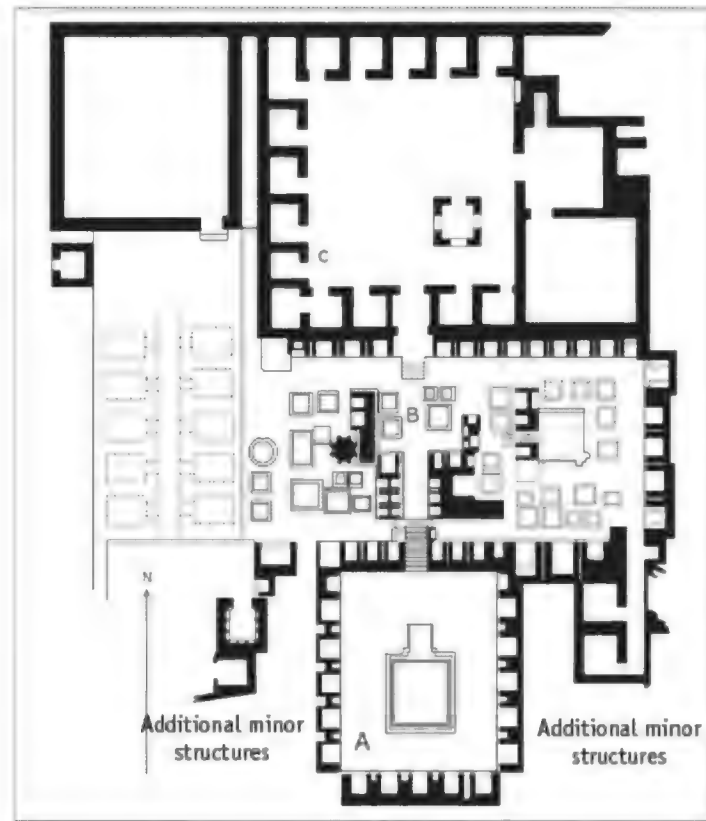 C
B
N
A
Additional minor
structures
Additional minor
structures